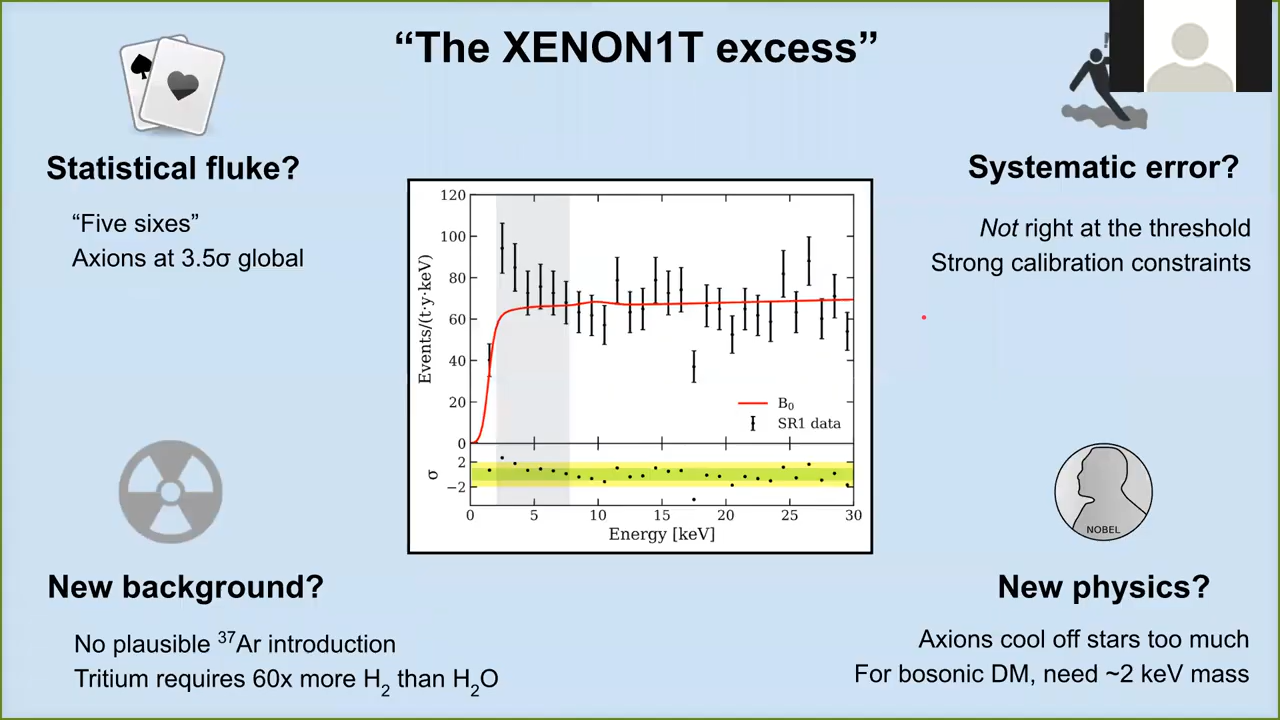 “The XENON1T excess”
Statistical fluke?
“Five sixes”
Axions at 3.5σ global
Systematic error?
Not right at the threshold
Strong calibration constraints
120
100
80
60
40
20
0
Events/(t·y·keV)
B₀
SR1 data
2
−2
σ
0 5 10 15 20 25 30
Energy [keV]
New background?
No plausible ³⁷Ar introduction
Tritium requires 60x more H₂ than H₂O
NOBEL
New physics?
Axions cool off stars too much
For bosonic DM, need ~2 keV mass